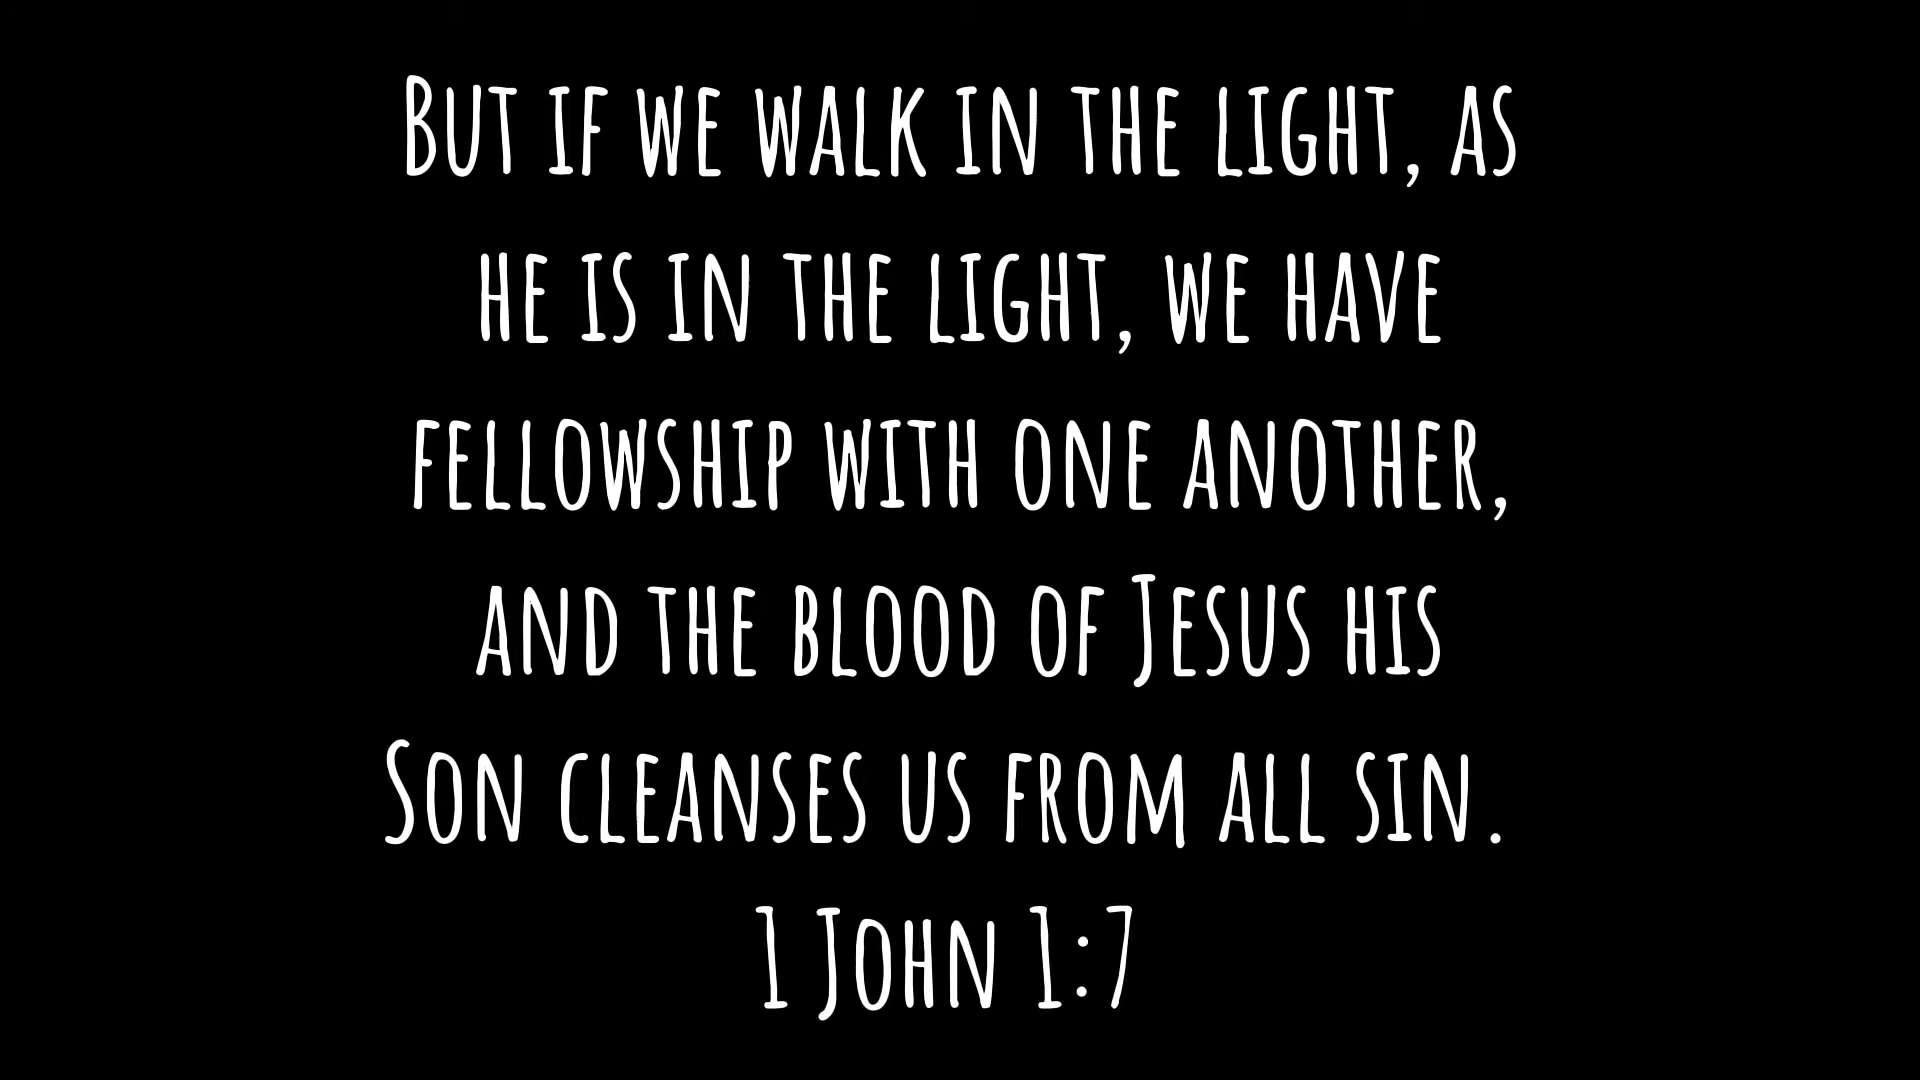 But if we walk in the light, as
he is in the light, we have
fellowship with one another,
and the blood of Jesus his
Son cleanses us from all sin.
1 John 1:7